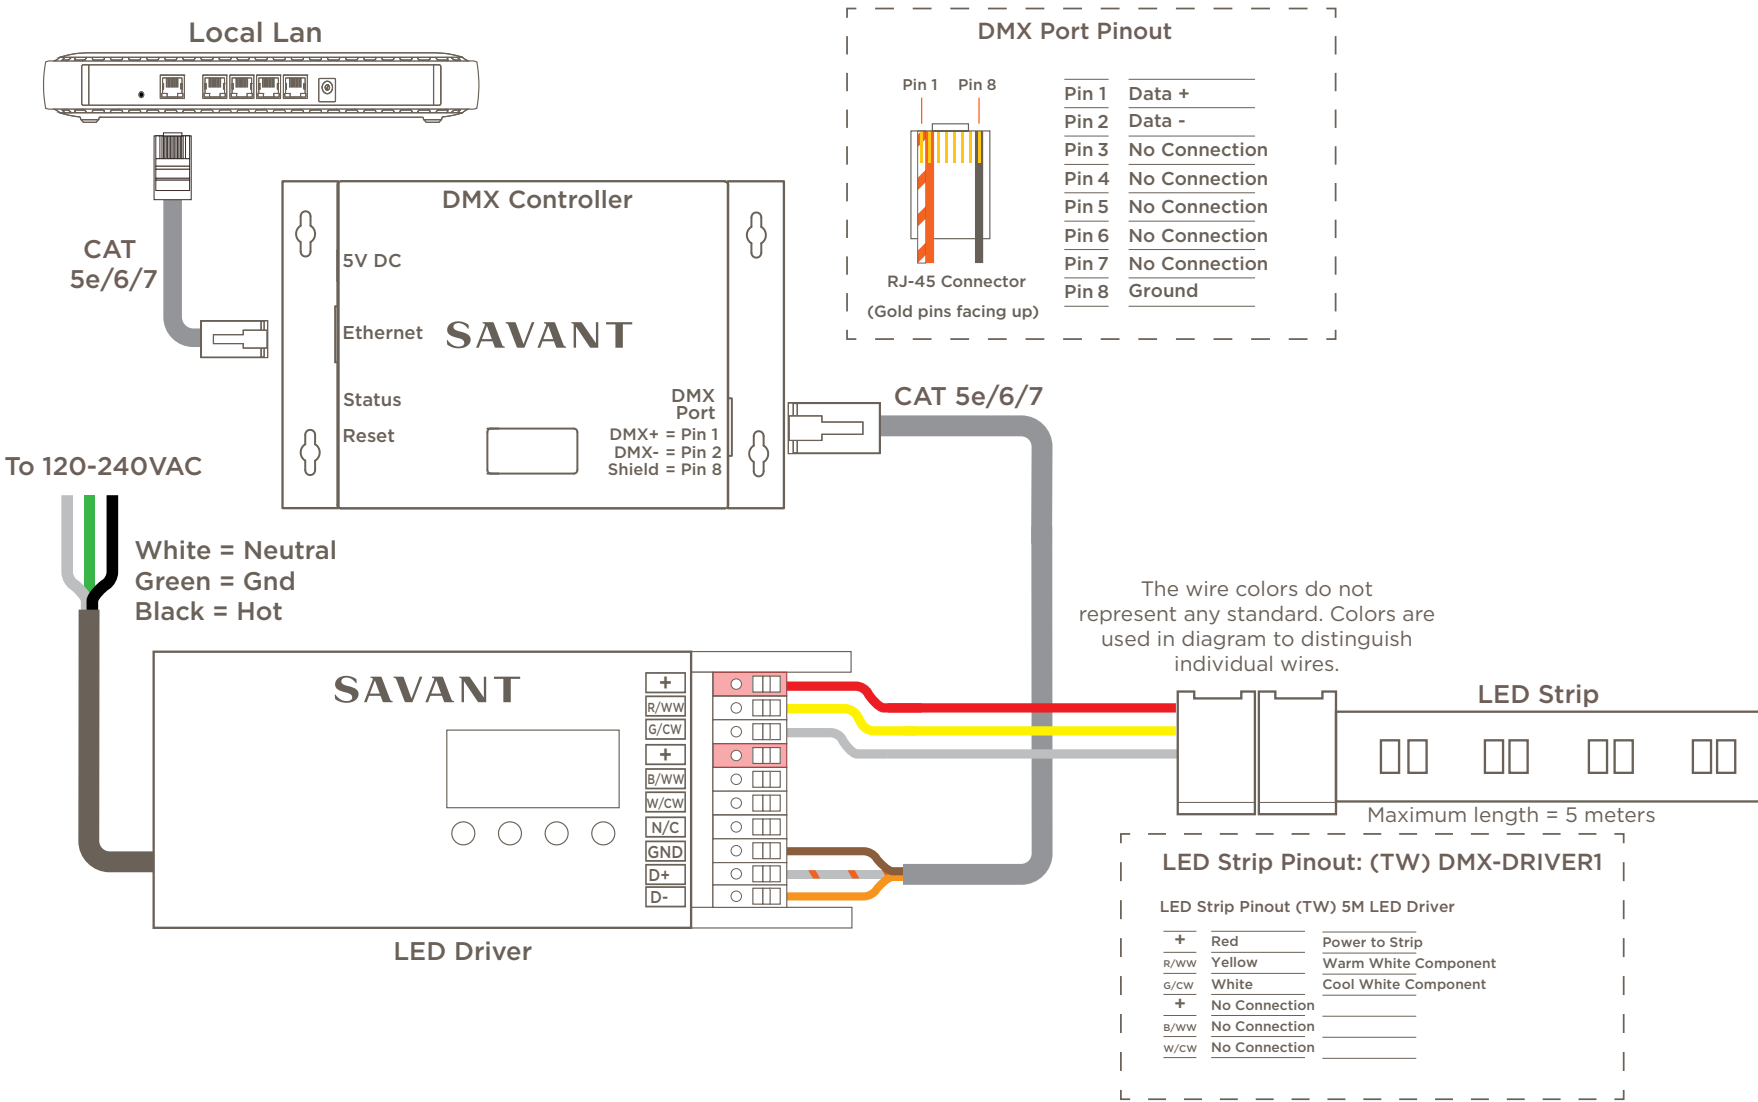 Local Lan
CAT
5e/6/7
DMX Controller
5V DC
Ethernet
SAVANT
Status
Reset
DMX
Port
DMX+ = Pin 1
DMX- = Pin 2
Shield = Pin 8
CAT 5e/6/7
DMX Port Pinout
Pin 1 Pin 8
RJ-45 Connector
(Gold pins facing up)
Pin 1 Data +
Pin 2 Data -
Pin 3 No Connection
Pin 4 No Connection
Pin 5 No Connection
Pin 6 No Connection
Pin 7 No Connection
Pin 8 Ground
To 120-240VAC
White = Neutral
Green = Gnd
Black = Hot
SAVANT
+
R/WW
G/CW
+
B/WW
W/CW
N/C
GND
D+
D-
LED Driver
The wire colors do not
represent any standard. Colors are
used in diagram to distinguish
individual wires.
LED Strip
Maximum length = 5 meters
LED Strip Pinout: (TW) DMX-DRIVER1
LED Strip Pinout (TW) 5M LED Driver
+ Red Power to Strip
R/WW Yellow Warm White Component
G/CW White Cool White Component
+ No Connection
B/WW No Connection
W/CW No Connection